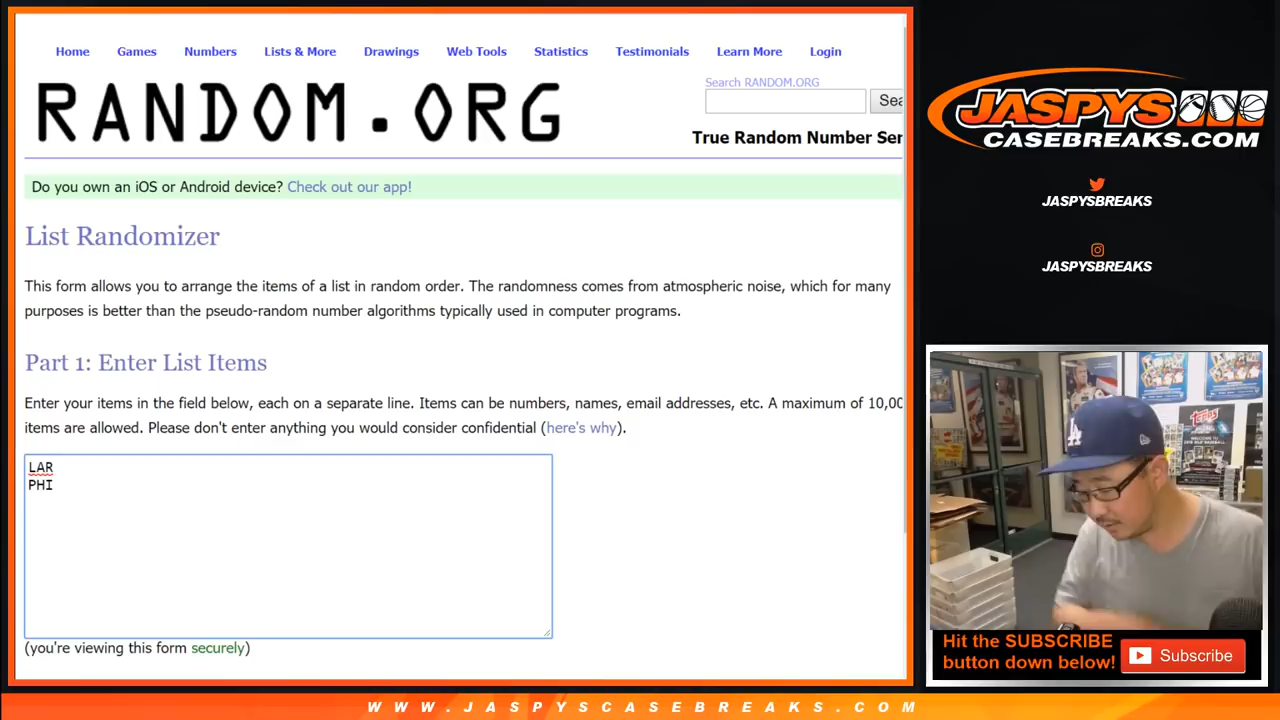 Home Games Numbers Lists & More Drawings Web Tools Statistics Testimonials Learn More Login
RANDOM.ORG
Search RANDOM.ORG
Sea
True Random Number Ser
Do you own an iOS or Android device? Check out our app!
List Randomizer
This form allows you to arrange the items of a list in random order. The randomness comes from atmospheric noise, which for many
purposes is better than the pseudo-random number algorithms typically used in computer programs.
Part 1: Enter List Items
Enter your items in the field below, each on a separate line. Items can be numbers, names, email addresses, etc. A maximum of 10,00
items are allowed. Please don't enter anything you would consider confidential (here's why).
LAR
PHI
(you're viewing this form securely)
JASPYS
CASEBREAKS.COM
JASPYSBREAKS
JASPYSBREAKS
TOPPS
WELCOME TO
LA
Hit the SUBSCRIBE
button down below!
Subscribe
WWW.JASPYSCASEBREAKS.COM